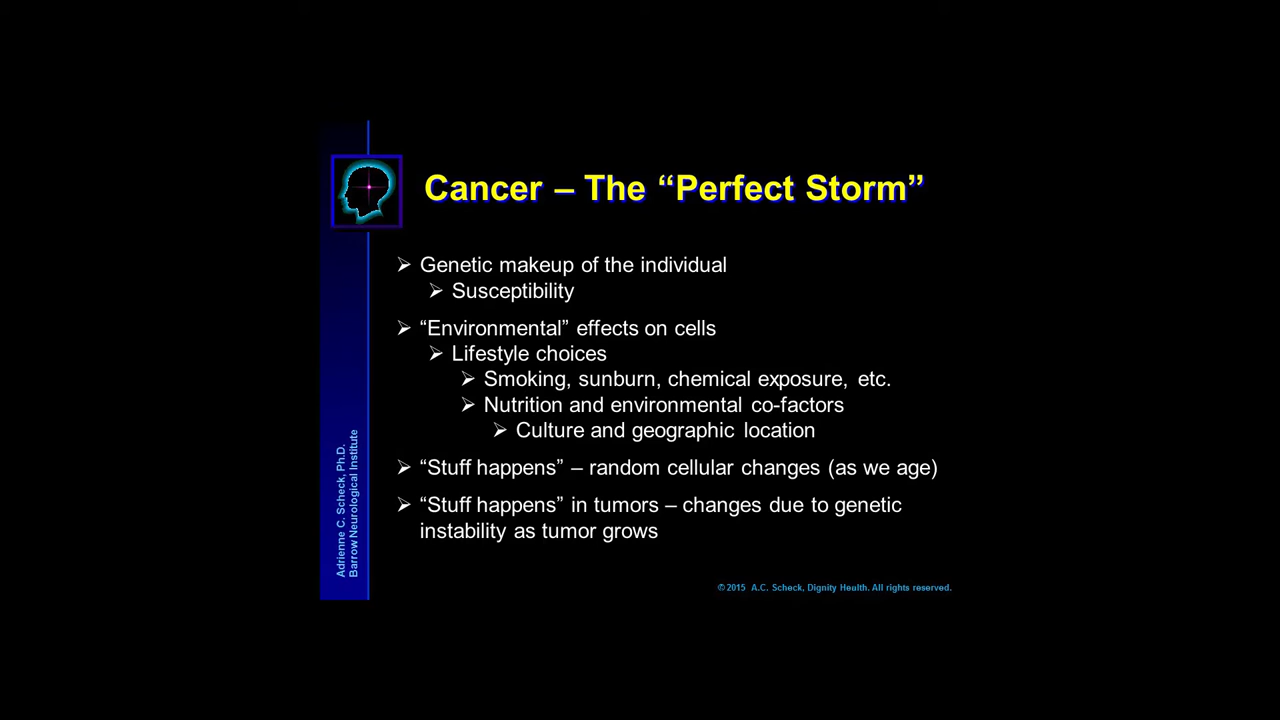 Cancer – The “Perfect Storm”
➢ Genetic makeup of the individual
➢ Susceptibility
➢ “Environmental” effects on cells
➢ Lifestyle choices
➢ Smoking, sunburn, chemical exposure, etc.
➢ Nutrition and environmental co-factors
➢ Culture and geographic location
➢ “Stuff happens” – random cellular changes (as we age)
➢ “Stuff happens” in tumors – changes due to genetic
instability as tumor grows
Adrienne C. Scheck, Ph.D.
Barrow Neurological Institute
© 2015 A.C. Scheck, Dignity Health. All rights reserved.